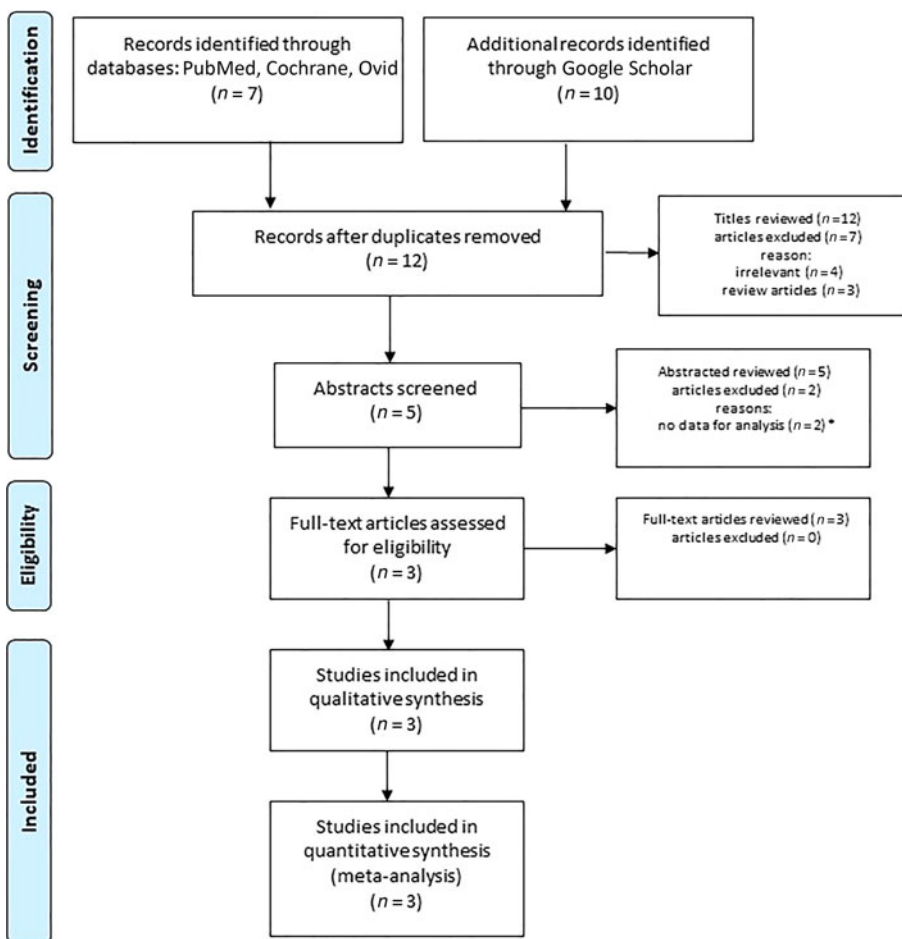 Identification
Records identified through
databases: PubMed, Cochrane, Ovid
(n = 7)
Additional records identified
through Google Scholar
(n = 10)
Screening
Records after duplicates removed
(n = 12)
Titles reviewed (n=12)
articles excluded (n=7)
reason:
irrelevant (n=4)
review articles (n=3)
Abstracts screened
(n = 5)
Abstracted reviewed (n=5)
articles excluded (n=2)
reasons:
no data for analysis (n=2)*
Eligibility
Full-text articles assessed
for eligibility
(n = 3)
Full-text articles reviewed (n=3)
articles excluded (n=0)
Included
Studies included in
qualitative synthesis
(n = 3)
Studies included in
quantitative synthesis
(meta-analysis)
(n = 3)